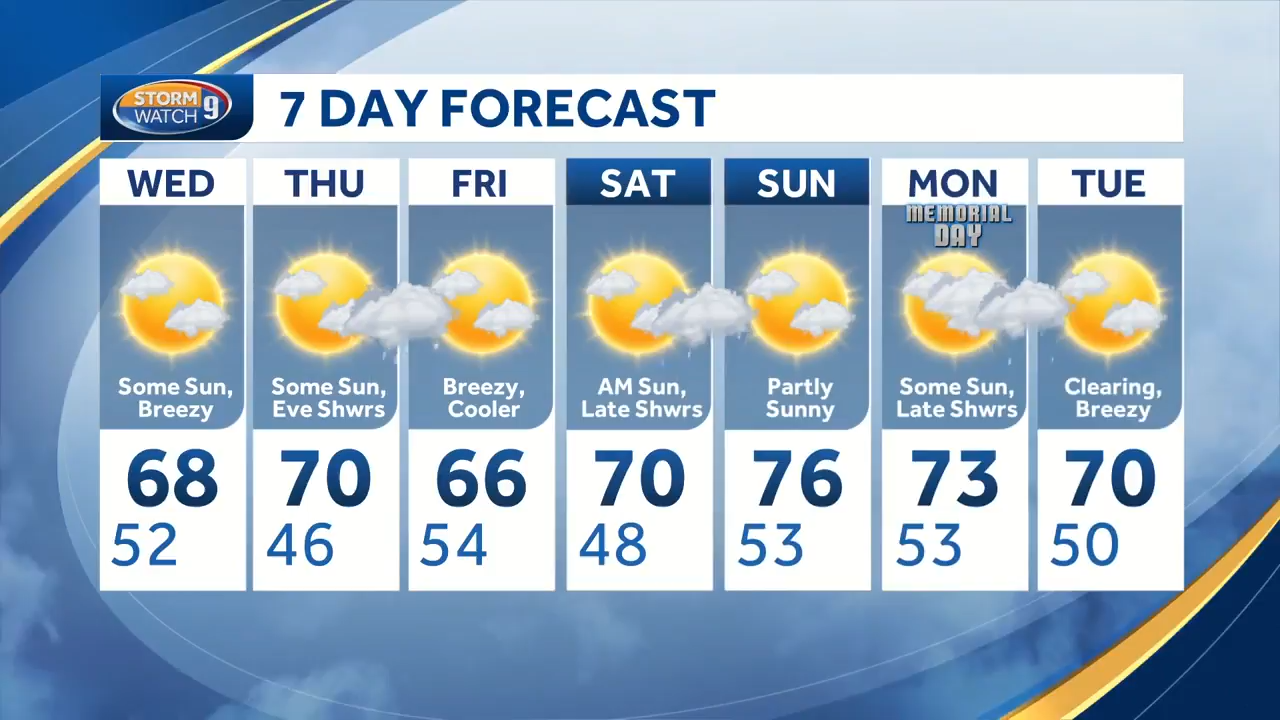 STORM
WATCH 9
7 DAY FORECAST
WED
THU
FRI
SAT
SUN
MON
TUE
MEMORIAL
DAY
Some Sun,
Breezy
Some Sun,
Eve Shwrs
Breezy,
Cooler
AM Sun,
Late Shwrs
Partly
Sunny
Some Sun,
Late Shwrs
Clearing,
Breezy
68
70
66
70
76
73
70
52
46
54
48
53
53
50